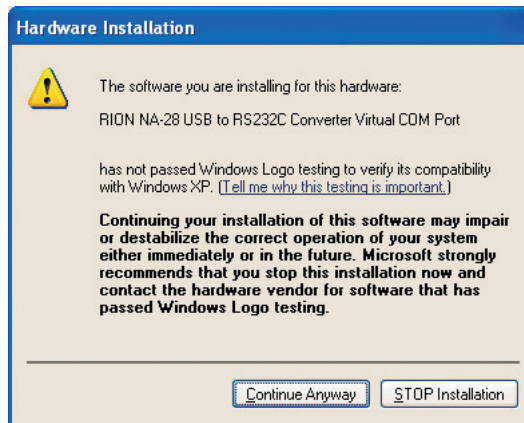 Hardware Installation
The software you are installing for this hardware:
RION NA-28 USB to RS232C Converter Virtual COM Port
has not passed Windows Logo testing to verify its compatibility
with Windows XP. (Tell me why this testing is important.)
Continuing your installation of this software may impair
or destabilize the correct operation of your system
either immediately or in the future. Microsoft strongly
recommends that you stop this installation now and
contact the hardware vendor for software that has
passed Windows Logo testing.
Continue Anyway
STOP Installation